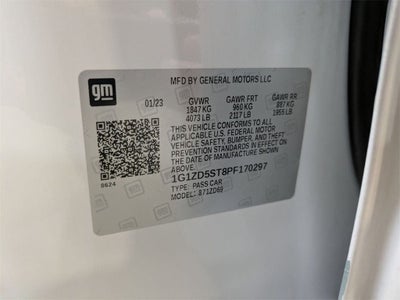 gm
MFD BY GENERAL MOTORS LLC
01/23 GVWR GAWR FRT GAWR RR
1847 KG 960 KG 887 KG
4073 LB 2117 LB 1955 LB
THIS VEHICLE CONFORMS TO ALL
APPLICABLE U.S. FEDERAL MOTOR
VEHICLE SAFETY, BUMPER, AND THEFT
PREVENTION STANDARDS IN EFFECT ON
THE DATE OF MANUFACTURE SHOWN
ABOVE.
1G1ZD5ST8PF170297
TYPE: PASS CAR
MODEL: 871ZD69
8624